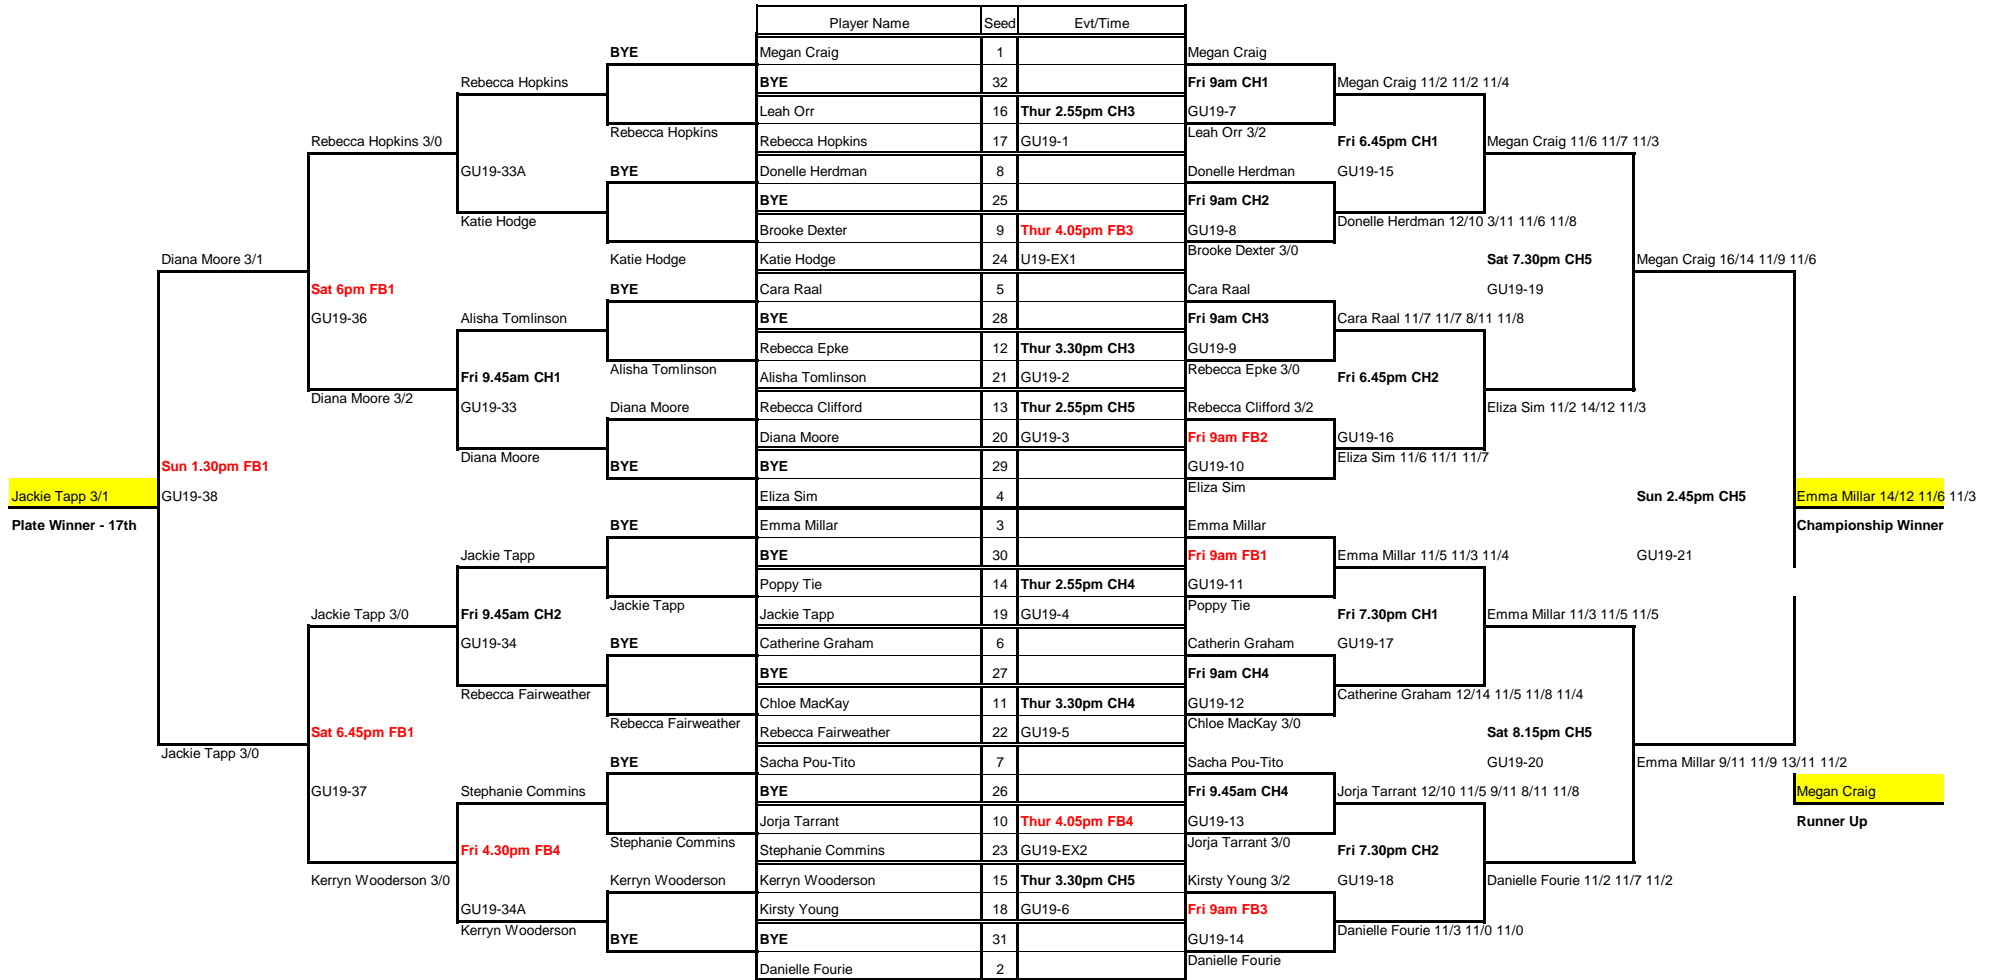 Player Name Seed Evt/Time
BYE Megan Craig 1 Megan Craig
Rebecca Hopkins BYE 32 Fri 9am CH1 Megan Craig 11/2 11/2 11/4
Leah Orr 16 Thur 2.55pm CH3 GU19-7
Rebecca Hopkins 3/0 Rebecca Hopkins Rebecca Hopkins 17 GU19-1 Leah Orr 3/2 Fri 6.45pm CH1 Megan Craig 11/6 11/7 11/3
GU19-33A BYE Donelle Herdman 8 Donelle Herdman GU19-15
BYE 25 Fri 9am CH2
Katie Hodge Brooke Dexter 9 Thur 4.05pm FB3 GU19-8 Donelle Herdman 12/10 3/11 11/6 11/8
Diana Moore 3/1 Katie Hodge Katie Hodge 24 U19-EX1 Brooke Dexter 3/0 Sat 7.30pm CH5 Megan Craig 16/14 11/9 11/6
Sat 6pm FB1 BYE Cara Raal 5 Cara Raal GU19-19
GU19-36 Alisha Tomlinson BYE 28 Fri 9am CH3 Cara Raal 11/7 11/7 8/11 11/8
Rebecca Epke 12 Thur 3.30pm CH3 GU19-9
Fri 9.45am CH1 Alisha Tomlinson Alisha Tomlinson 21 GU19-2 Rebecca Epke 3/0 Fri 6.45pm CH2
Diana Moore 3/2 GU19-33 Diana Moore Rebecca Clifford 13 Thur 2.55pm CH5 Rebecca Clifford 3/2 Eliza Sim 11/2 14/12 11/3
Diana Moore 20 GU19-3 Fri 9am FB2 GU19-16
Sun 1.30pm FB1 Diana Moore BYE BYE 29 GU19-10 Eliza Sim 11/6 11/1 11/7
Jackie Tapp 3/1 GU19-38 Eliza Sim 4 Eliza Sim Sun 2.45pm CH5 Emma Millar 14/12 11/6 11/3
Plate Winner - 17th BYE Emma Millar 3 Emma Millar Championship Winner
Jackie Tapp BYE 30 Fri 9am FB1 Emma Millar 11/5 11/3 11/4 GU19-21
Poppy Tie 14 Thur 2.55pm CH4 GU19-11
Jackie Tapp 3/0 Fri 9.45am CH2 Jackie Tapp Jackie Tapp 19 GU19-4 Poppy Tie Fri 7.30pm CH1 Emma Millar 11/3 11/5 11/5
GU19-34 BYE Catherine Graham 6 Catherin Graham GU19-17
BYE 27 Fri 9am CH4
Rebecca Fairweather Chloe MacKay 11 Thur 3.30pm CH4 GU19-12 Catherine Graham 12/14 11/5 11/8 11/4
Sat 6.45pm FB1 Rebecca Fairweather Rebecca Fairweather 22 GU19-5 Chloe MacKay 3/0 Sat 8.15pm CH5
Jackie Tapp 3/0 BYE Sacha Pou-Tito 7 Sacha Pou-Tito GU19-20 Emma Millar 9/11 11/9 13/11 11/2
GU19-37 Stephanie Commins BYE 26 Fri 9.45am CH4 Jorja Tarrant 12/10 11/5 9/11 8/11 11/8 Megan Craig
Jorja Tarrant 10 Thur 4.05pm FB4 GU19-13 Runner Up
Fri 4.30pm FB4 Stephanie Commins Stephanie Commins 23 GU19-EX2 Jorja Tarrant 3/0 Fri 7.30pm CH2
Kerryn Wooderson 3/0 Kerryn Wooderson Kerryn Wooderson 15 Thur 3.30pm CH5 Kirsty Young 3/2 GU19-18 Danielle Fourie 11/2 11/7 11/2
GU19-34A Kirsty Young 18 GU19-6 Fri 9am FB3
Kerryn Wooderson BYE BYE 31 GU19-14 Danielle Fourie 11/3 11/0 11/0
Danielle Fourie 2 Danielle Fourie